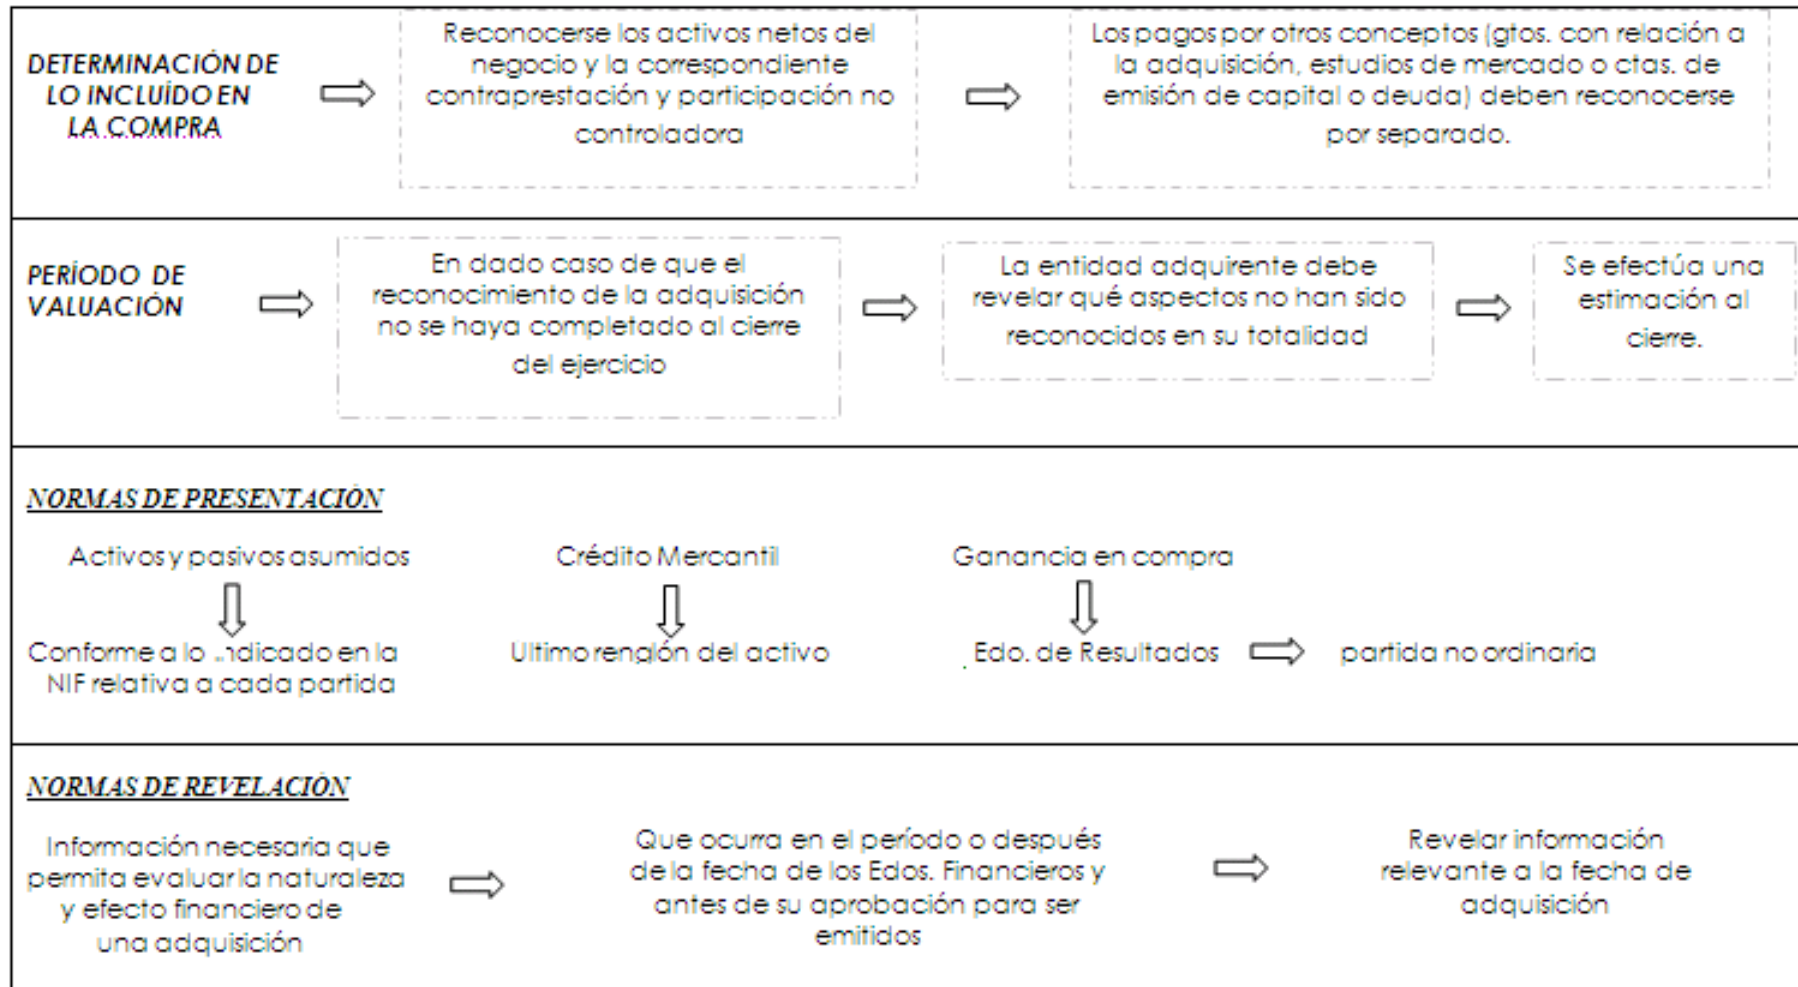 DETERMINACIÓN DE
LO INCLUÍDO EN
LA COMPRA
Reconocerse los activos netos del
negocio y la correspondiente
contraprestación y participación no
controladora
Los pagos por otros conceptos (gtos. con relación a
la adquisición, estudios de mercado o ctas. de
emisión de capital o deuda) deben reconocerse
por separado.
PERÍODO DE
VALUACIÓN
En dado caso de que el
reconocimiento de la adquisición
no se haya completado al cierre
del ejercicio
La entidad adquirente debe
revelar qué aspectos no han sido
reconocidos en su totalidad
Se efectúa una
estimación al
cierre.
NORMAS DE PRESENTACIÓN
Activos y pasivos asumidos
Crédito Mercantil
Ganancia en compra
Conforme a lo indicado en la
NIF relativa a cada partida
Ultimo renglón del activo
Edo. de Resultados
partida no ordinaria
NORMAS DE REVELACIÓN
Información necesaria que
permita evaluar la naturaleza
y efecto financiero de
una adquisición
Que ocurra en el período o después
de la fecha de los Edos. Financieros y
antes de su aprobación para ser
emitidos
Revelar información
relevante a la fecha de
adquisición